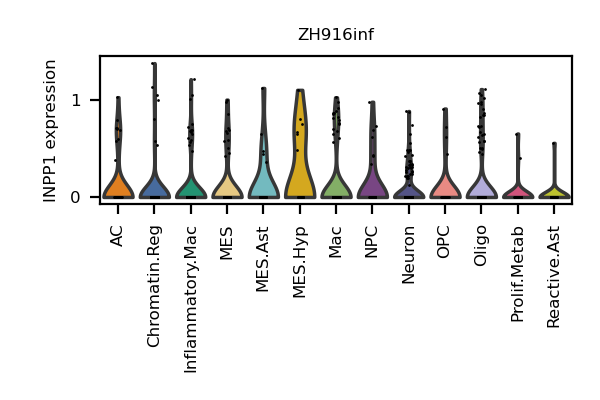 ZH916inf
INPP1 expression
1
0
AC
Chromatin.Reg
Inflammatory.Mac
MES
MES.Ast
MES.Hyp
Mac
NPC
Neuron
OPC
Oligo
Prolif.Metab
Reactive.Ast